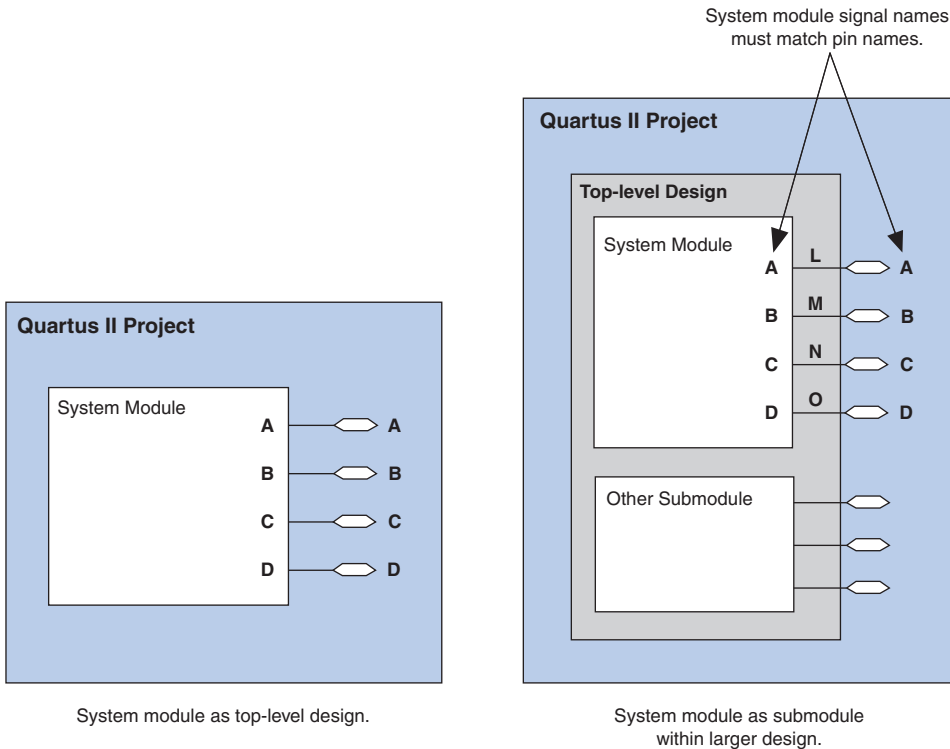 System module signal names
must match pin names.
Quartus II Project
Top-level Design
System Module
A L A
B M B
C N C
D O D
Other Submodule
Quartus II Project
System Module
A A
B B
C C
D D
System module as top-level design.
System module as submodule
within larger design.